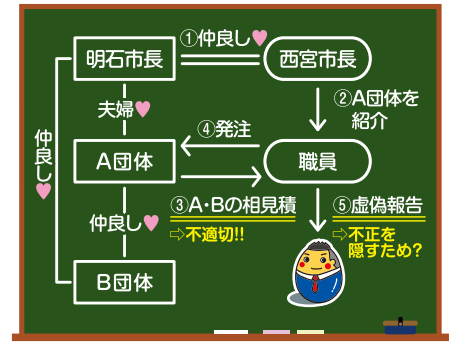 ①仲良し♥
明石市長
西宮市長
夫婦♥
②A団体を
紹介
④発注
仲良し♥
A団体
職員
仲良し♥
③A・Bの相見積
⇨不適切!!
⑤虚偽報告
⇨不正を
隠すため?
B団体